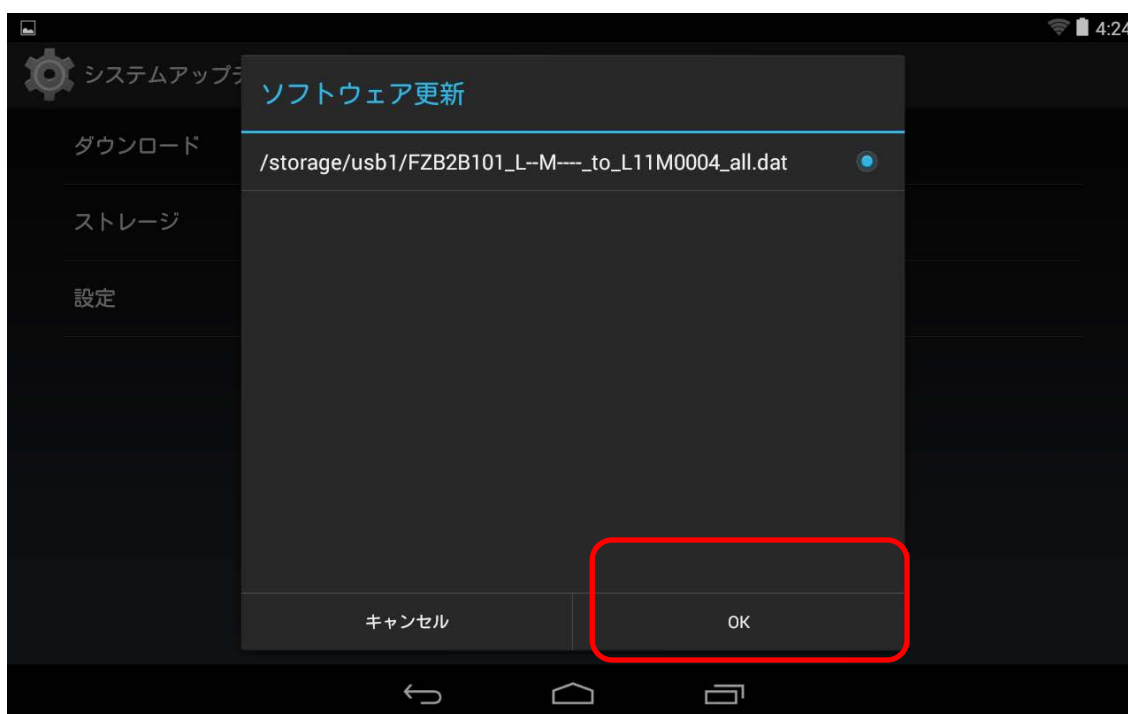 4:24
システムアップデ
ソフトウェア更新
ダウンロード
/storage/usb1/FZB2B101_L--M----_to_L11M0004_all.dat
ストレージ
設定
キャンセル
OK